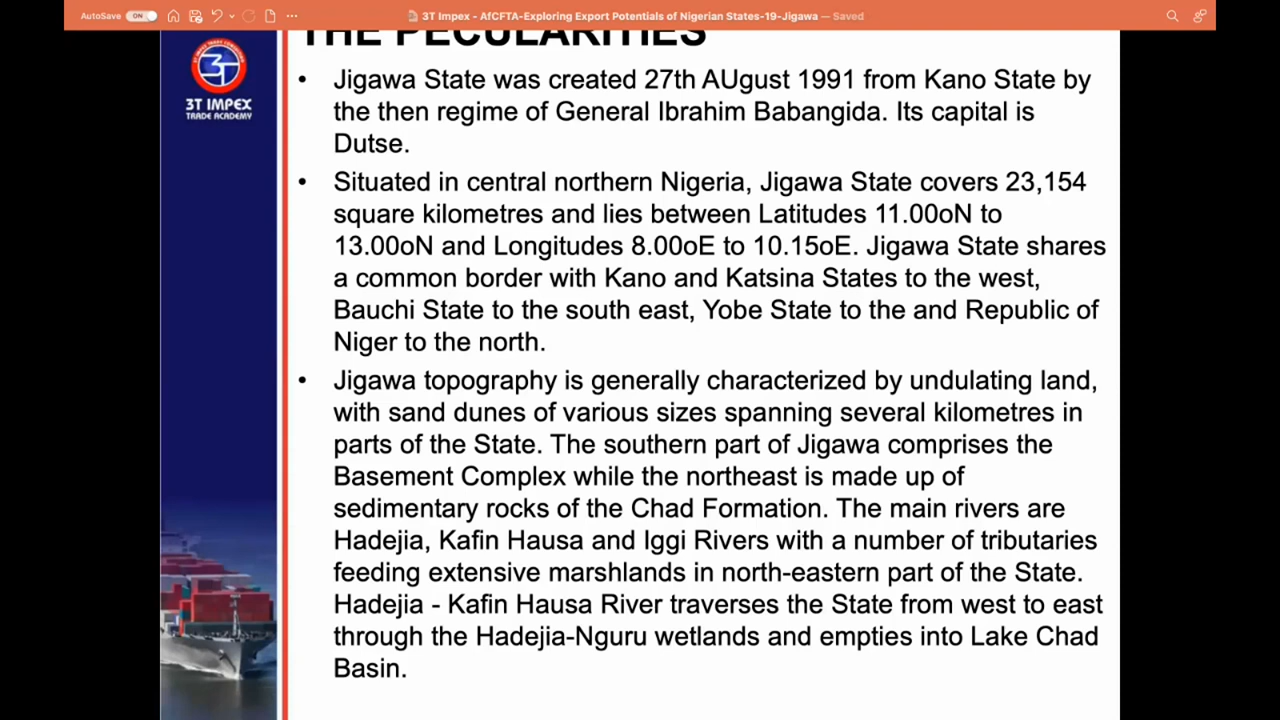 AutoSave ON
3T Impex - AfCFTA-Exploring Export Potentials of Nigerian States-19-Jigawa — Saved
THE PECULARITIES
3T IMPEX
TRADE ACADEMY
• Jigawa State was created 27th AUgust 1991 from Kano State by
the then regime of General Ibrahim Babangida. Its capital is
Dutse.
• Situated in central northern Nigeria, Jigawa State covers 23,154
square kilometres and lies between Latitudes 11.00oN to
13.00oN and Longitudes 8.00oE to 10.15oE. Jigawa State shares
a common border with Kano and Katsina States to the west,
Bauchi State to the south east, Yobe State to the and Republic of
Niger to the north.
• Jigawa topography is generally characterized by undulating land,
with sand dunes of various sizes spanning several kilometres in
parts of the State. The southern part of Jigawa comprises the
Basement Complex while the northeast is made up of
sedimentary rocks of the Chad Formation. The main rivers are
Hadejia, Kafin Hausa and Iggi Rivers with a number of tributaries
feeding extensive marshlands in north-eastern part of the State.
Hadejia - Kafin Hausa River traverses the State from west to east
through the Hadejia-Nguru wetlands and empties into Lake Chad
Basin.